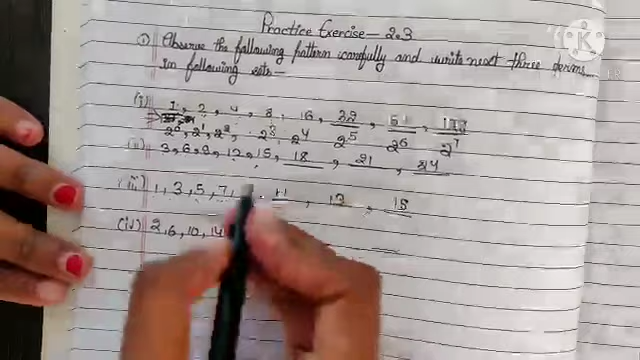 Practice Exercise - 2.3
① Observe the following pattern carefully and write next three terms
in following sets -
(i) 1, 2, 4, 8, 16, 32, 64, 128
2⁰, 2¹, 2², 2³ 2⁴ 2⁵ 2⁶ 2⁷
(ii) 3, 6, 9, 12, 15, 18, 21, 24
(iii) 1, 3, 5, 7, 11, 13, 15
(iv) 2, 6, 10, 14
K